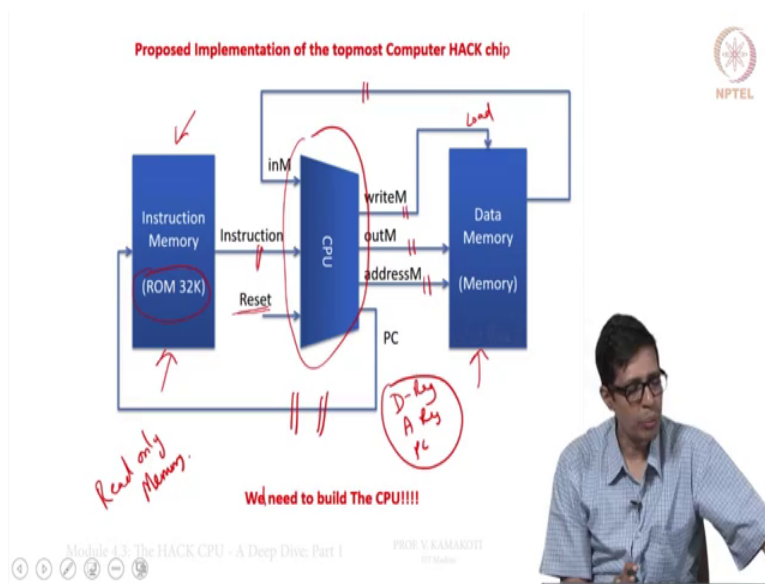 Proposed Implementation of the topmost Computer HACK chip
NPTEL
Load
inM
Instruction
Memory
(ROM 32K)
Instruction
Reset
CPU
writeM
outM
addressM
PC
Data
Memory
(Memory)
D-Reg
A Reg
PC
Read only
Memory.
We need to build The CPU!!!!
Module 4.3: The HACK CPU - A Deep Dive: Part 1
PROF. V. KAMAKOTI
IIT Madras